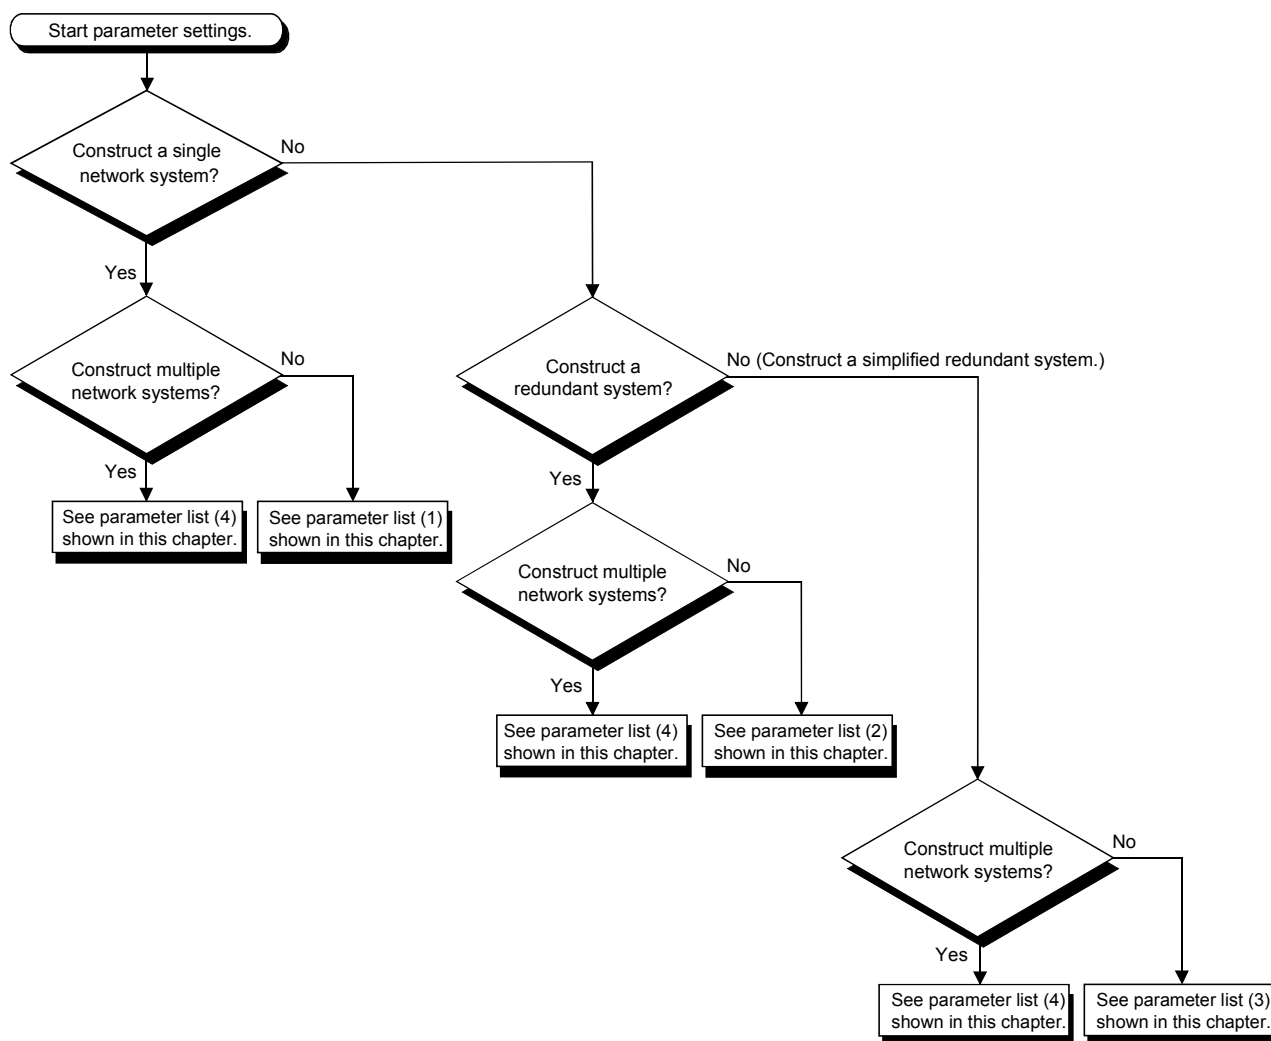 Start parameter settings.
Construct a single
network system?
No
Yes
Construct multiple
network systems?
No
Yes
See parameter list (4)
shown in this chapter.
See parameter list (1)
shown in this chapter.
Construct a
redundant system?
No (Construct a simplified redundant system.)
Yes
Construct multiple
network systems?
No
Yes
See parameter list (4)
shown in this chapter.
See parameter list (2)
shown in this chapter.
Construct multiple
network systems?
No
Yes
See parameter list (4)
shown in this chapter.
See parameter list (3)
shown in this chapter.